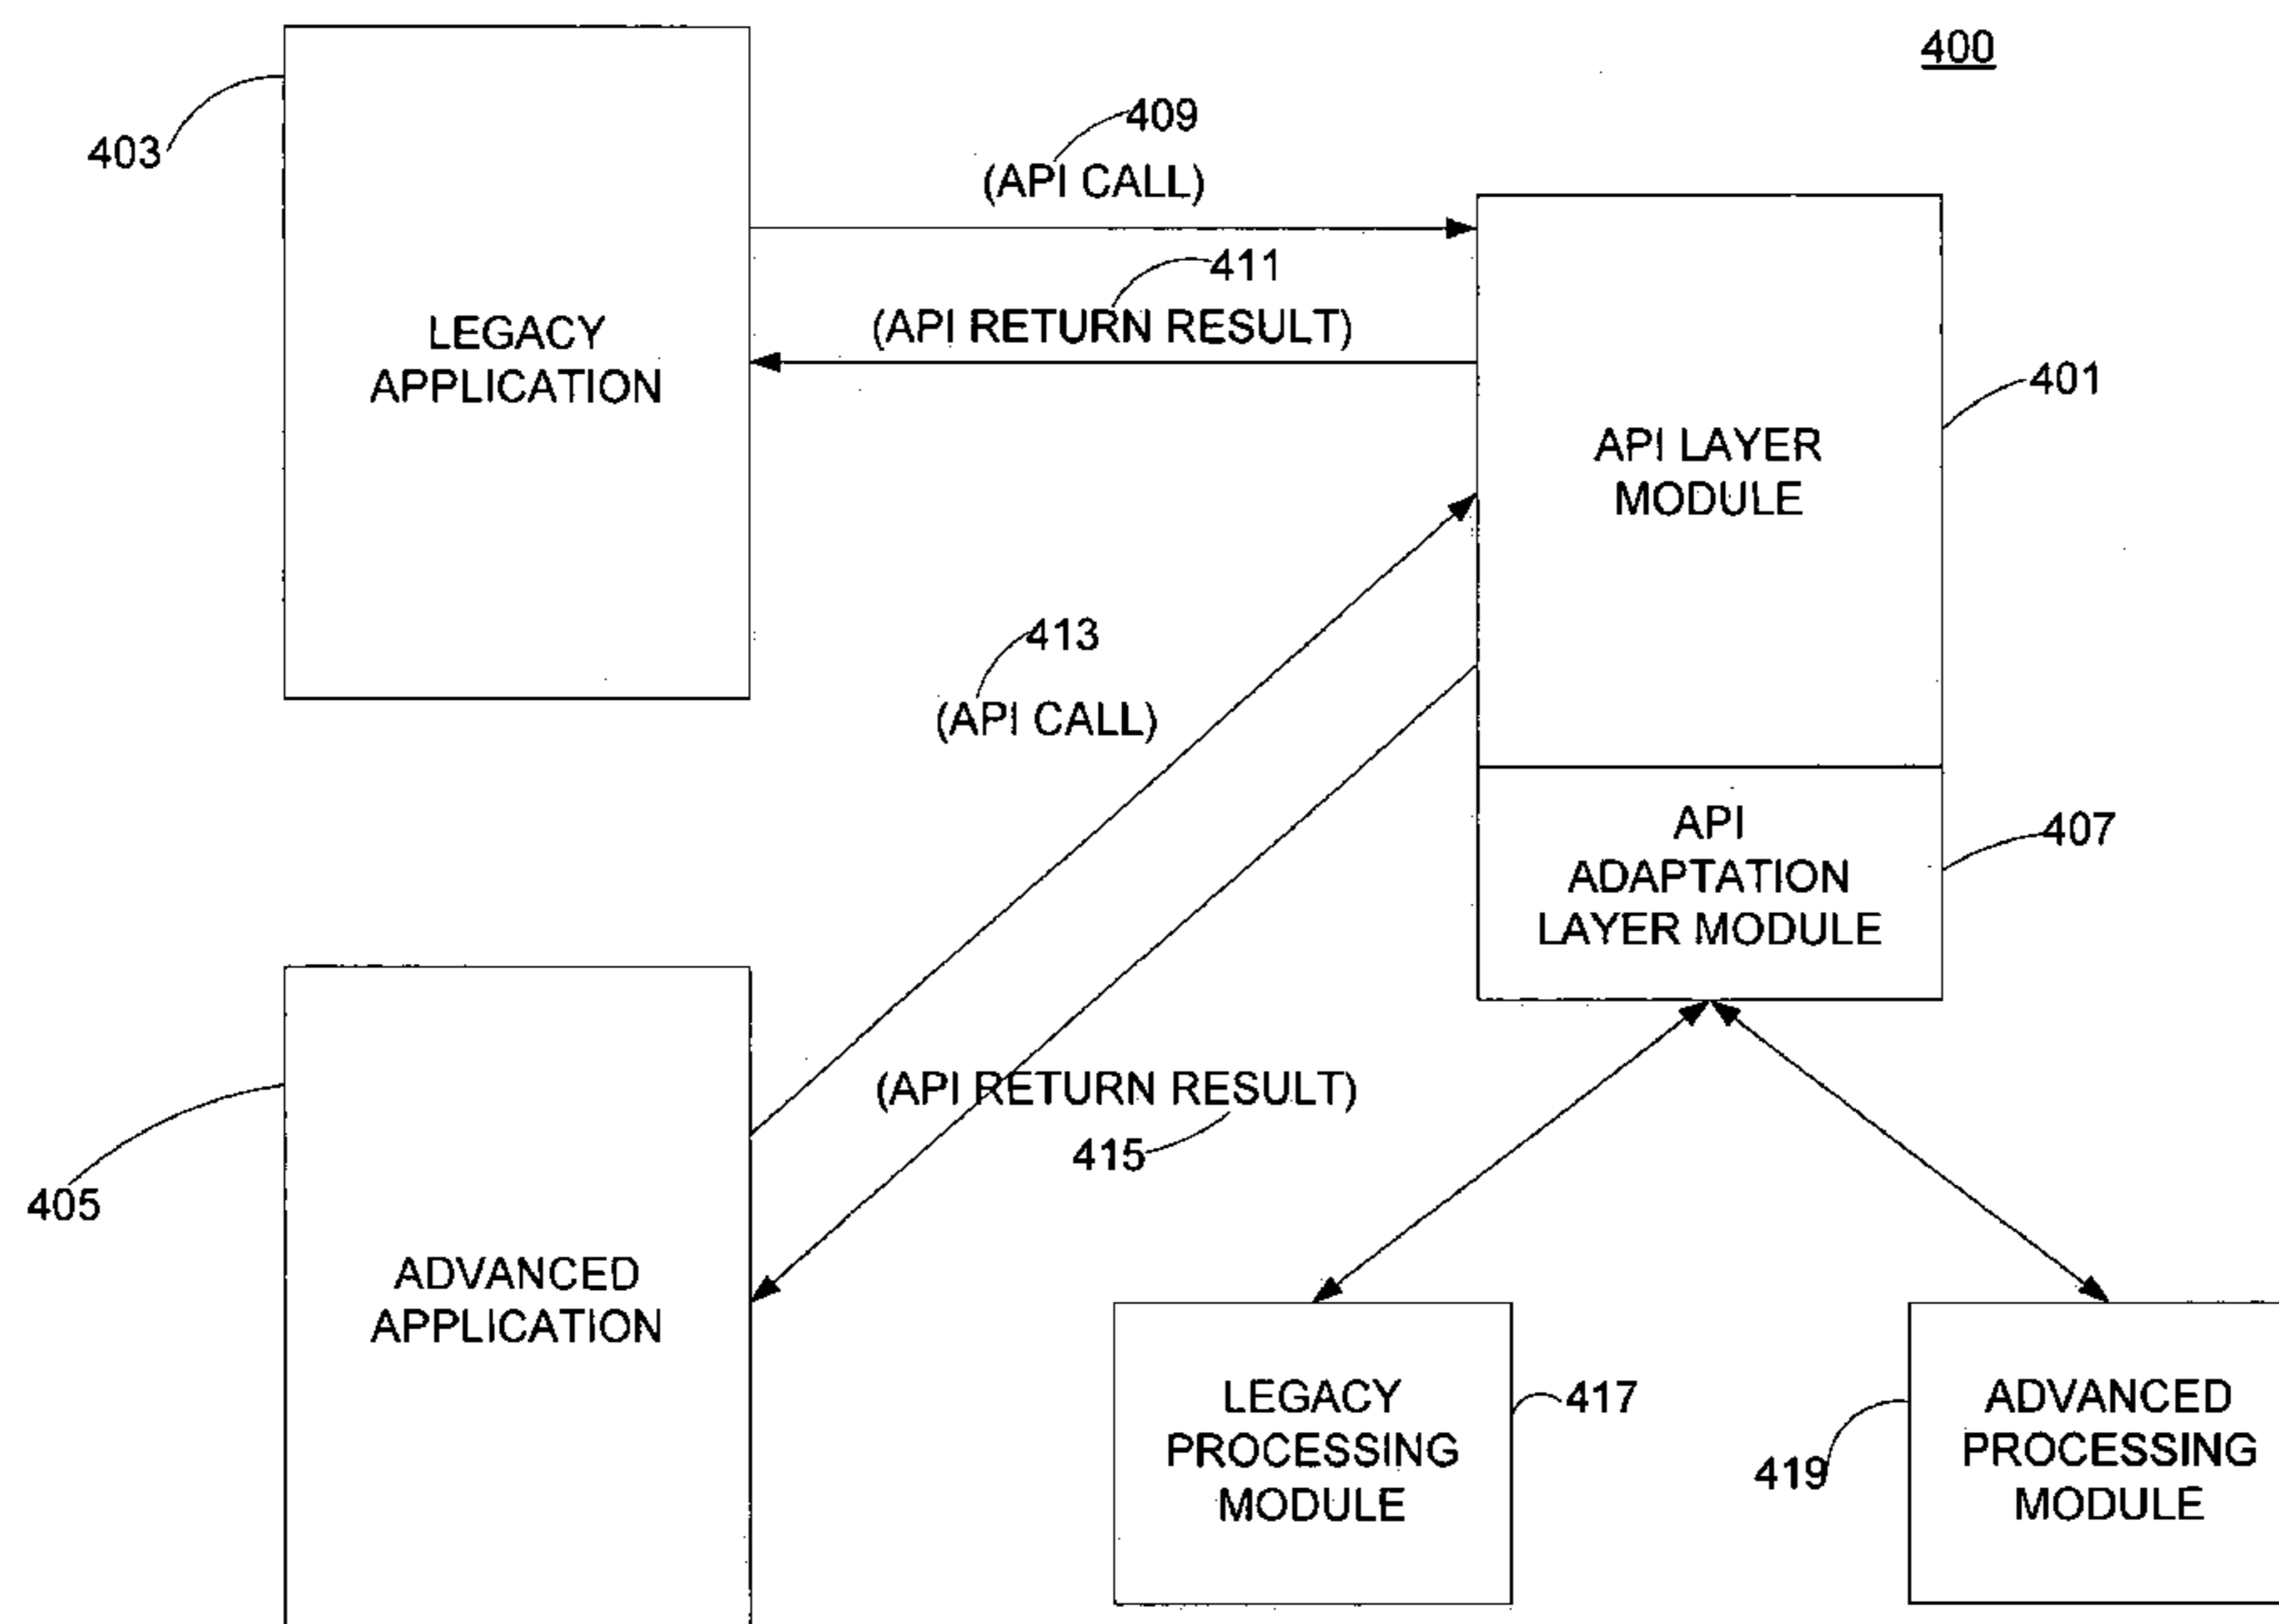 400
409
403
(API CALL)
411
(API RETURN RESULT)
LEGACY
APPLICATION
401
API LAYER
MODULE
413
(API CALL)
API
ADAPTATION
LAYER MODULE
407
(API RETURN RESULT)
415
405
ADVANCED
APPLICATION
LEGACY
PROCESSING
MODULE
417
ADVANCED
PROCESSING
MODULE
419